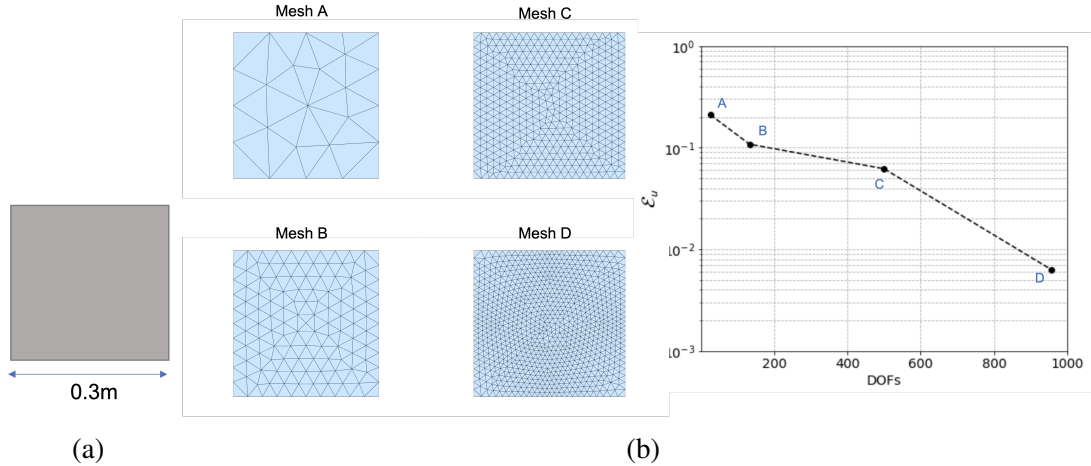 Mesh A
Mesh C
Mesh B
Mesh D
0.3m
(a)
10^0
10^-1
10^-2
10^-3
ℰ_u
A
B
C
D
200
400
600
800
1000
DOFs
(b)